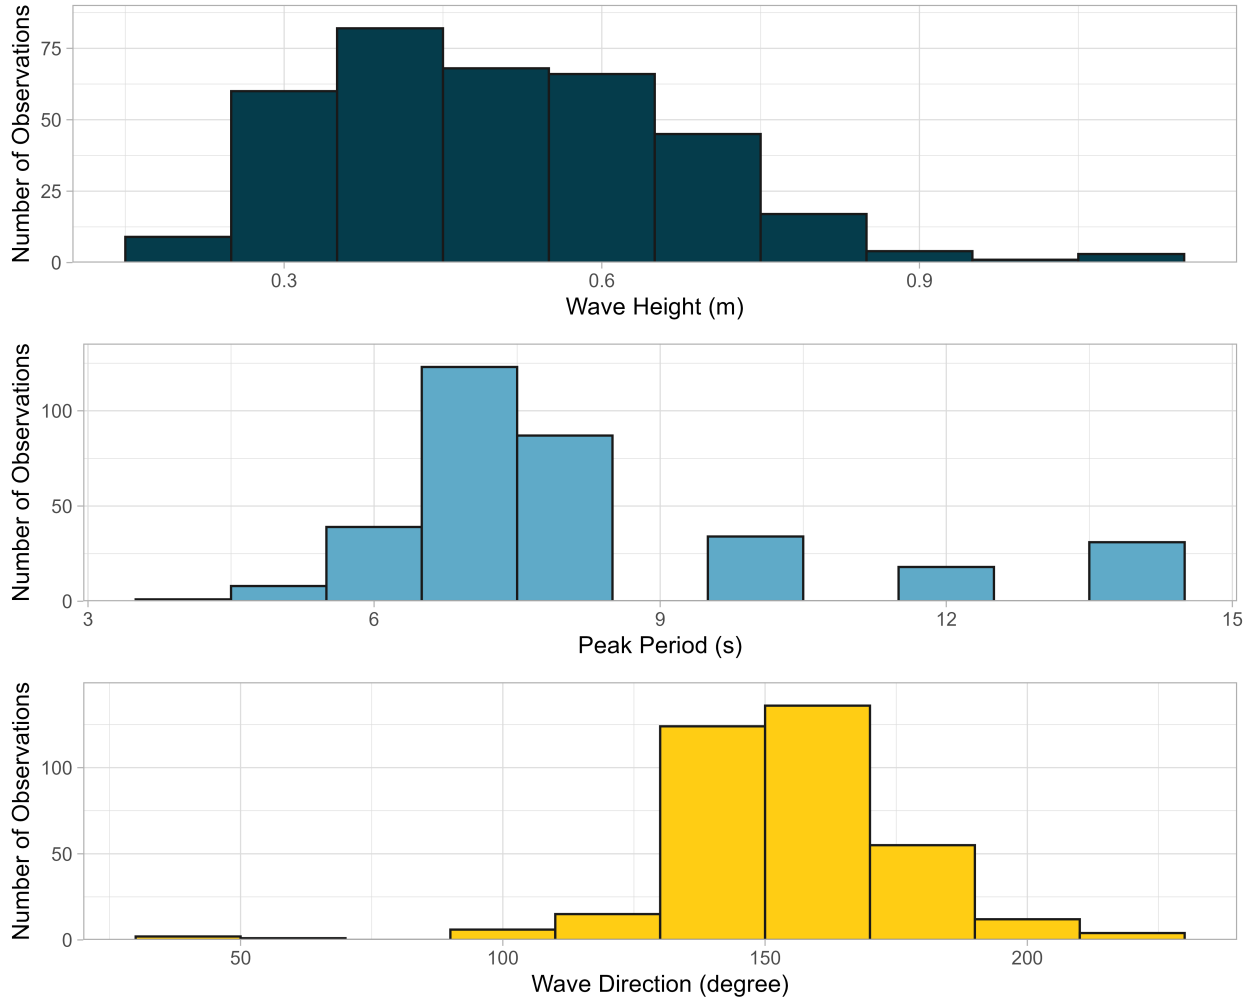 Number of Observations
75
50
25
0
0.3 0.6 0.9
Wave Height (m)
Number of Observations
100
50
0
3 6 9 12 15
Peak Period (s)
Number of Observations
100
50
0
50 100 150 200
Wave Direction (degree)